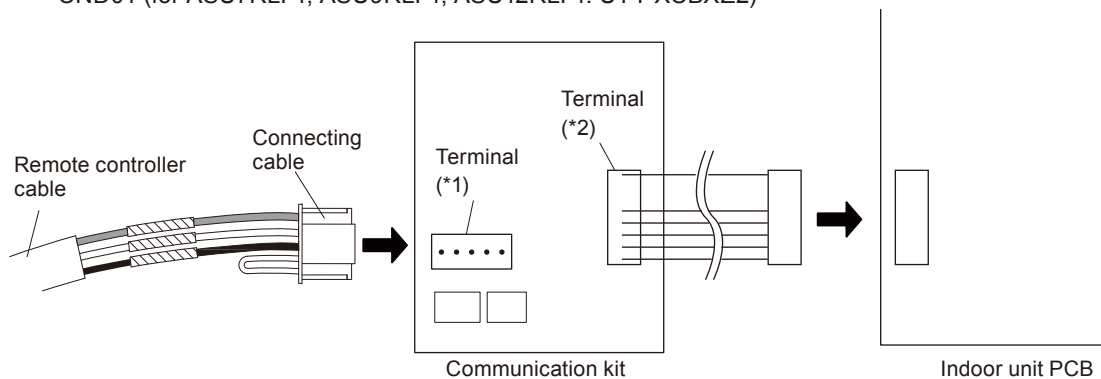 Terminal
(*2)
Connecting
cable
Terminal
(*1)
Remote controller
cable
Communication kit
Indoor unit PCB